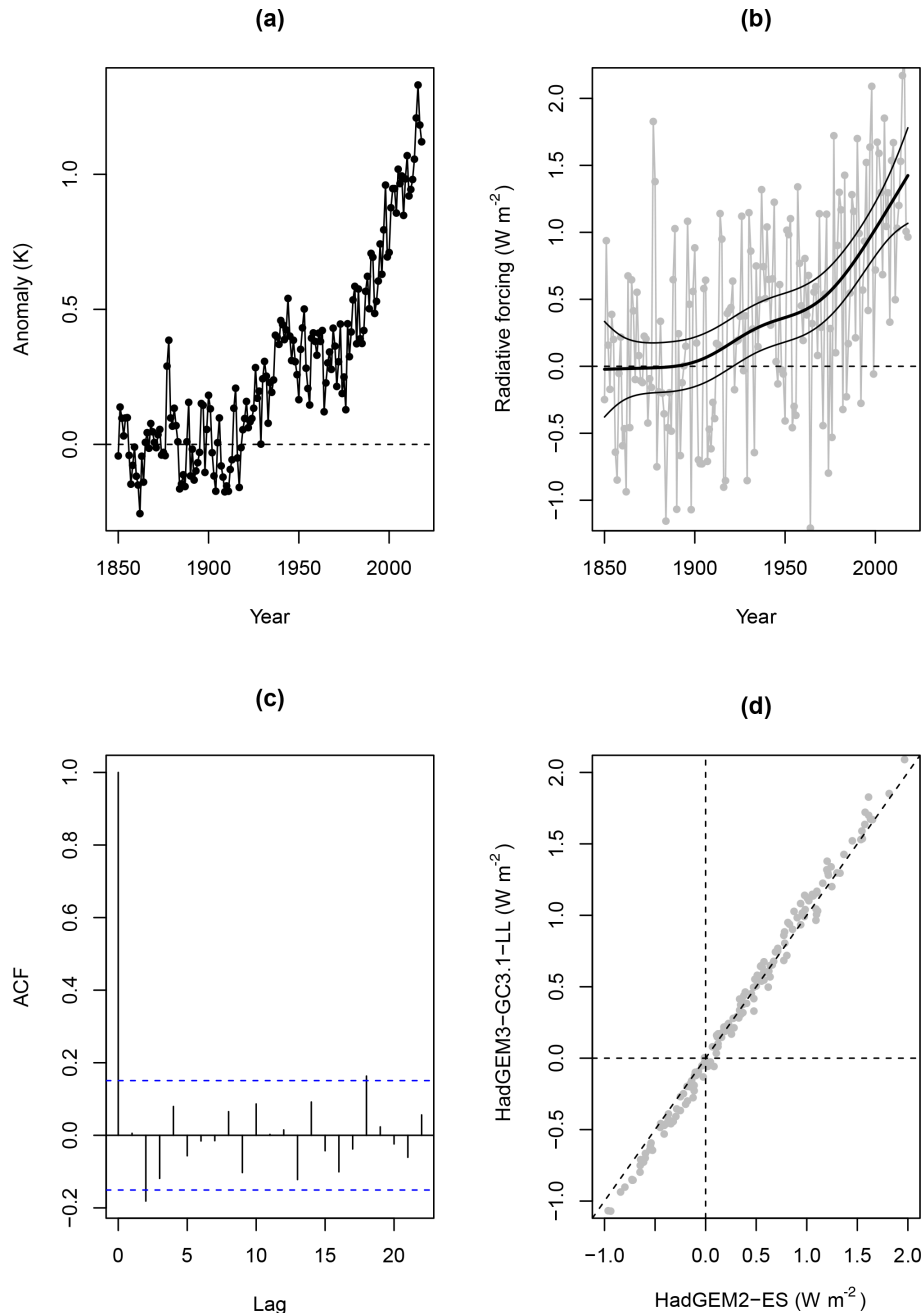 (a)
Anomaly (K)
0.0 0.5 1.0
1850 1900 1950 2000
Year
(b)
Radiative forcing (W m-2)
−1.0 −0.5 0.0 0.5 1.0 1.5 2.0
1850 1900 1950 2000
Year
(c)
ACF
−0.2 0.0 0.2 0.4 0.6 0.8 1.0
0 5 10 15 20
Lag
(d)
HadGEM3−GC3.1−LL (W m-2)
−1.0 −0.5 0.0 0.5 1.0 1.5 2.0
−1.0 0.0 0.5 1.0 1.5 2.0
HadGEM2−ES (W m-2)